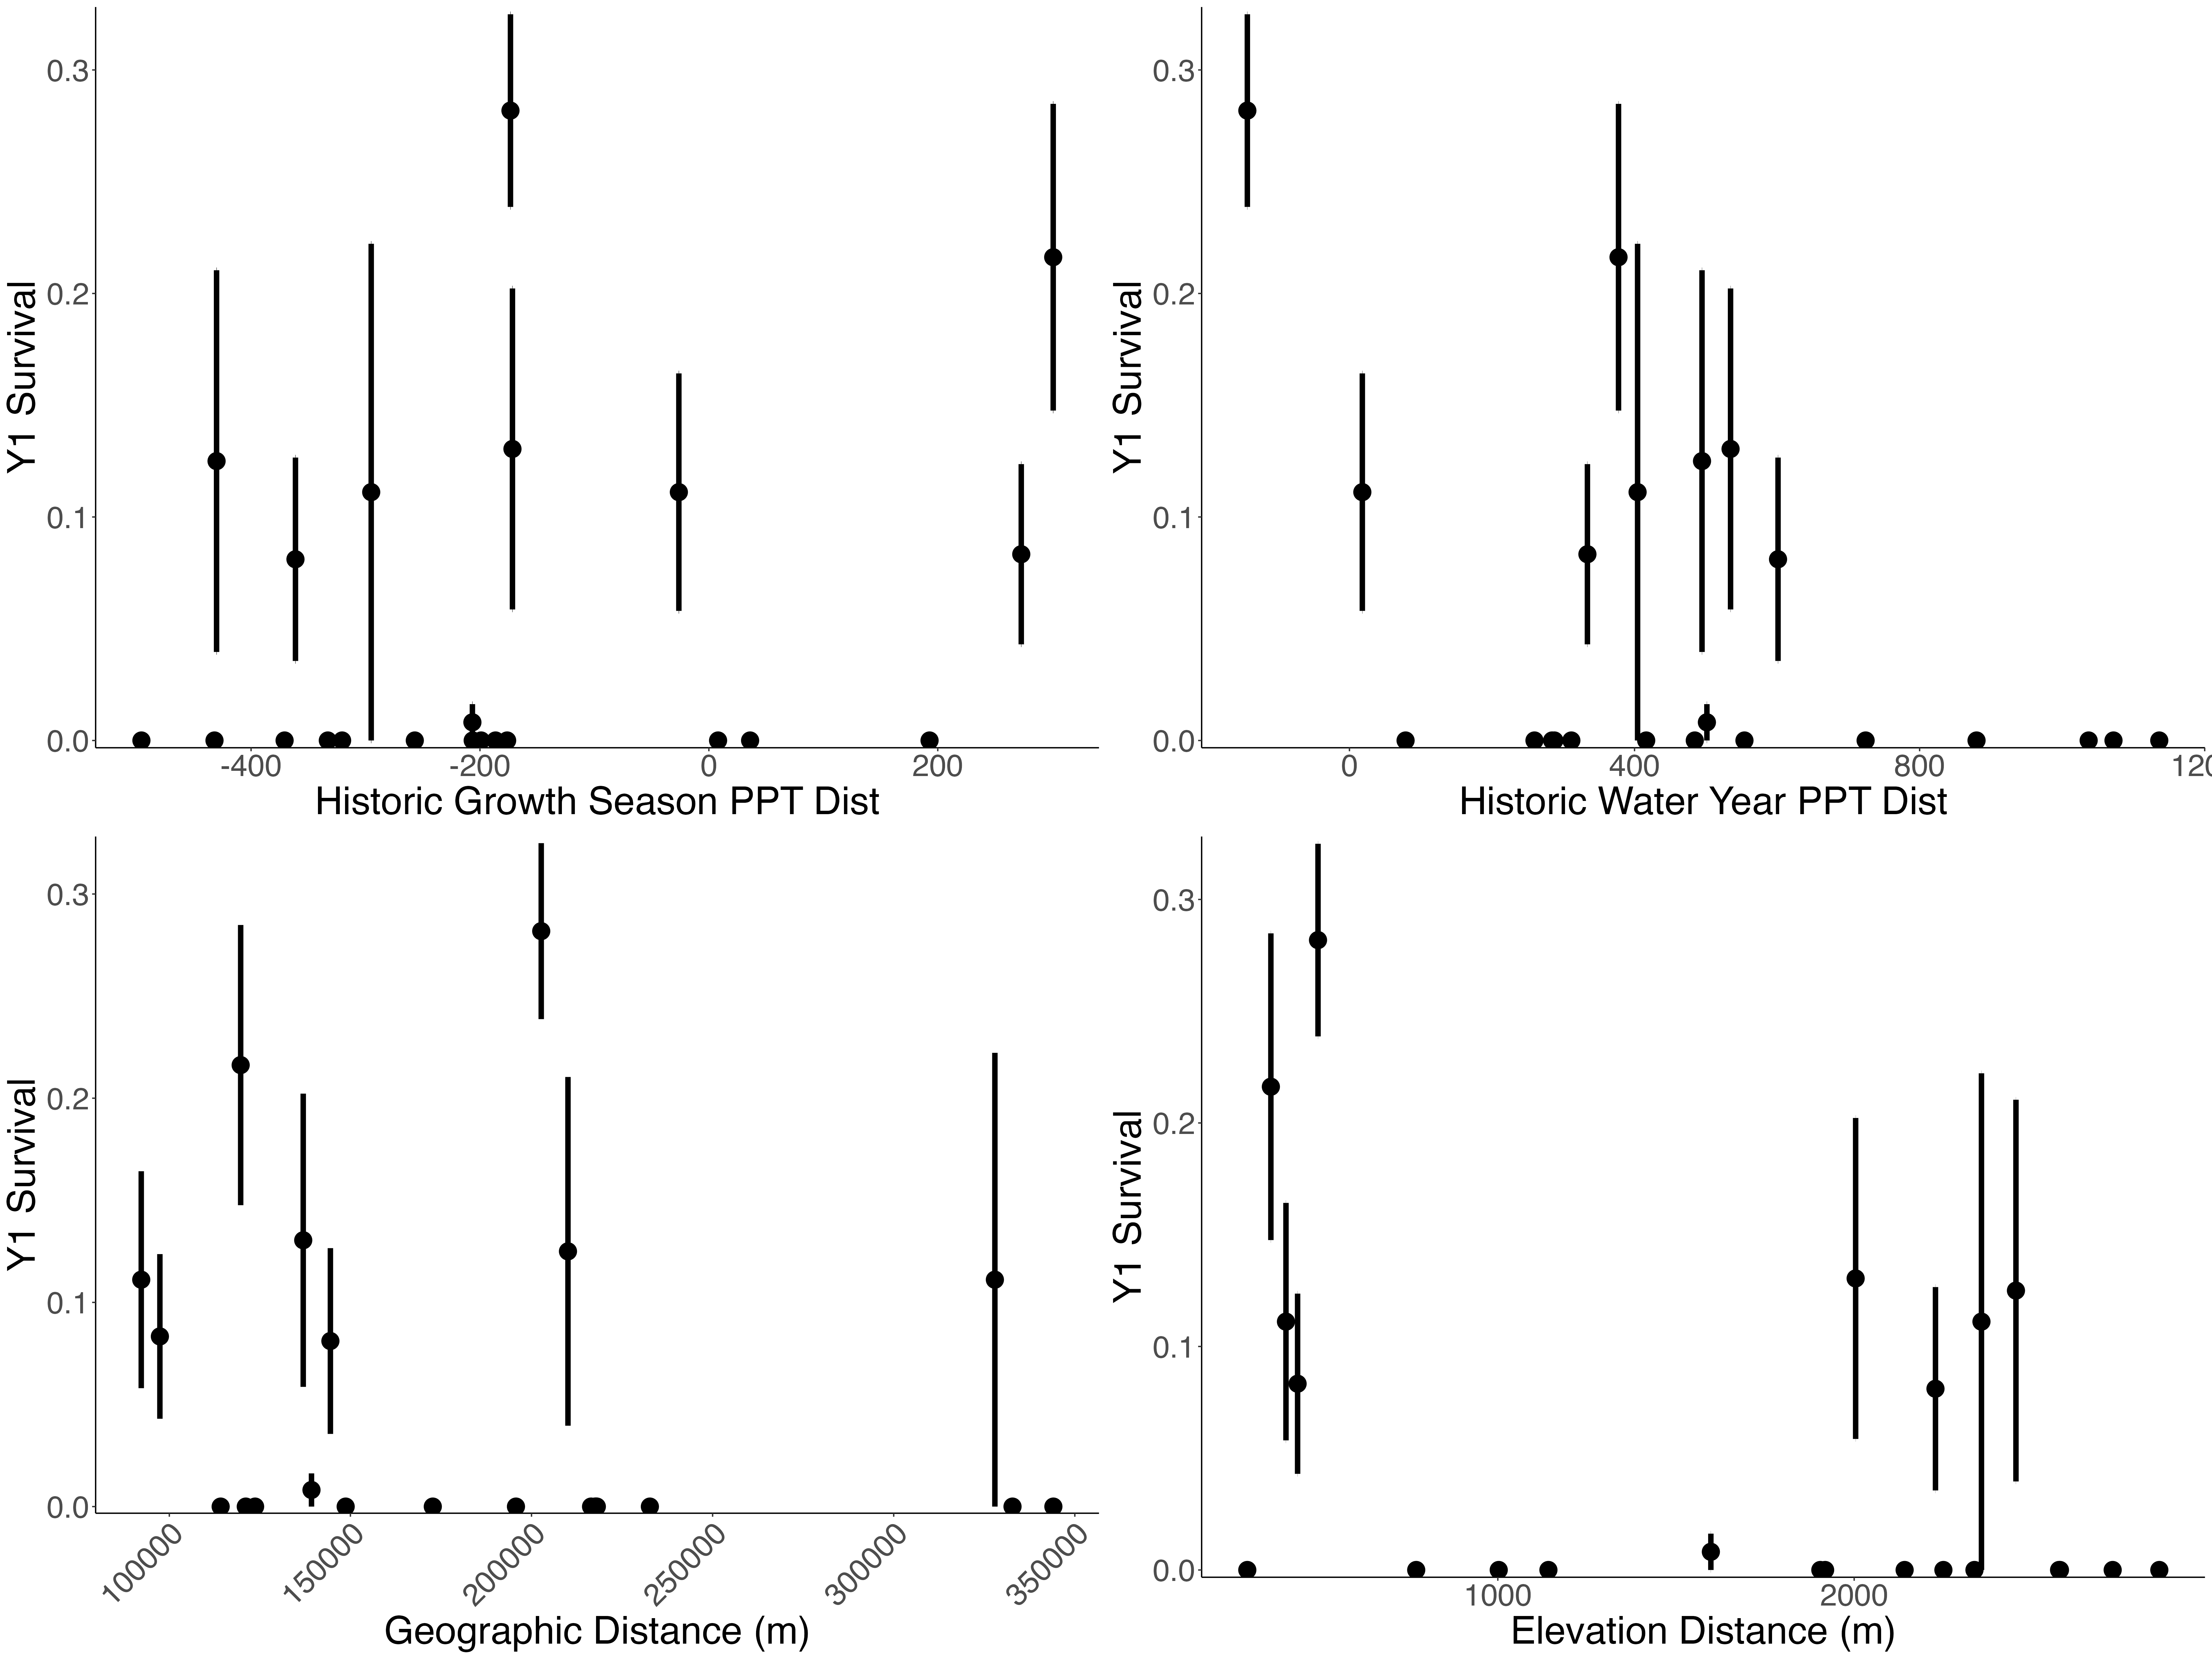 Y1 Survival
0.3
0.2
0.1
0.0
-400 -200 0 200
Historic Growth Season PPT Dist
Y1 Survival
0.3
0.2
0.1
0.0
0 400 800 120
Historic Water Year PPT Dist
Y1 Survival
0.3
0.2
0.1
0.0
100000 150000 200000 250000 300000 350000
Geographic Distance (m)
Y1 Survival
0.3
0.2
0.1
0.0
1000 2000
Elevation Distance (m)